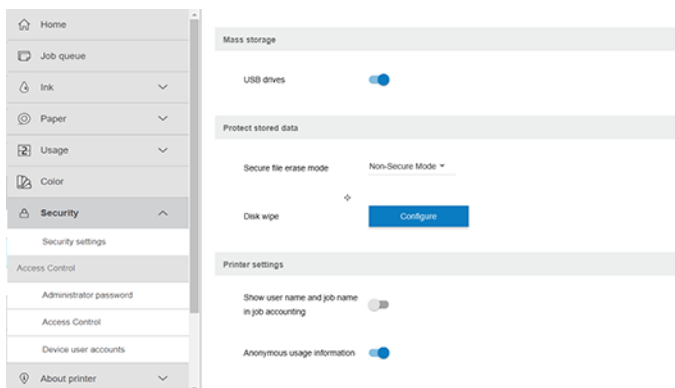 Home
Job queue
Ink
Paper
Usage
Color
Security
Security settings
Access Control
Administrator password
Access Control
Device user accounts
About printer
Mass storage
USB drives
Protect stored data
Secure file erase mode
Non-Secure Mode
Disk wipe
Configure
Printer settings
Show user name and job name
in job accounting
Anonymous usage information